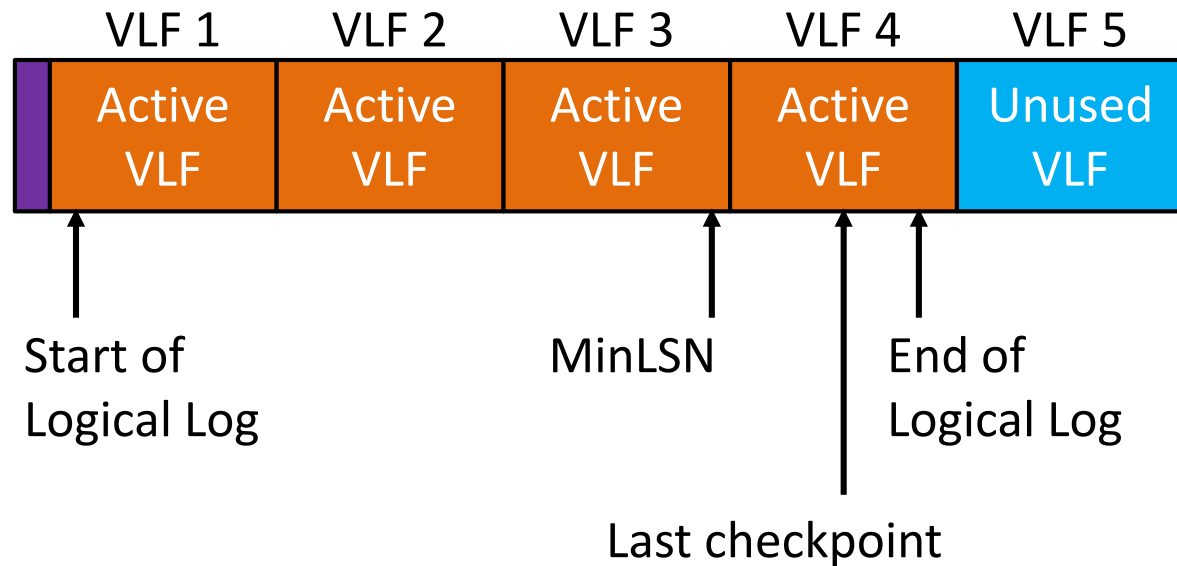 VLF 1 VLF 2 VLF 3 VLF 4 VLF 5
Active Active Active Active Unused
VLF VLF VLF VLF VLF
Start of MinLSN End of
Logical Log Logical Log
Last checkpoint